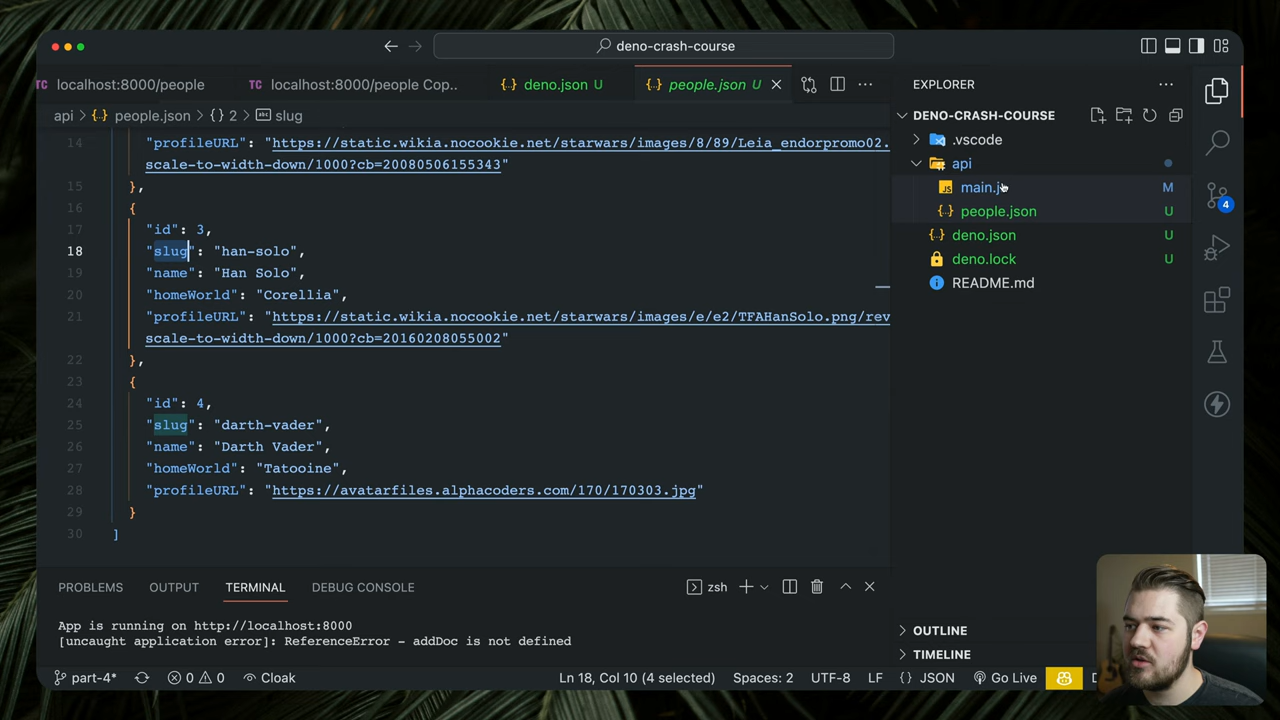 deno-crash-course
TC localhost:8000/people
TC localhost:8000/people Cop..
{} deno.json U
{} people.json U
api > {} people.json > {} 2 > slug
14 "profileURL": "https://static.wikia.nocookie.net/starwars/images/8/89/Leia_endorpromo02.
scale-to-width-down/1000?cb=20080506155343"
15 },
16 {
17 "id": 3,
18 "slug": "han-solo",
19 "name": "Han Solo",
20 "homeWorld": "Corellia",
21 "profileURL": "https://static.wikia.nocookie.net/starwars/images/e/e2/TFAHanSolo.png/rev
scale-to-width-down/1000?cb=20160208055002"
22 },
23 {
24 "id": 4,
25 "slug": "darth-vader",
26 "name": "Darth Vader",
27 "homeWorld": "Tatooine",
28 "profileURL": "https://avatarfiles.alphacoders.com/170/170303.jpg"
29 }
30 ]
EXPLORER
DENO-CRASH-COURSE
.vscode
api
JS main.js M
{} people.json U
{} deno.json U
deno.lock U
README.md
OUTLINE
TIMELINE
4
PROBLEMS OUTPUT TERMINAL DEBUG CONSOLE
zsh
App is running on http://localhost:8000
[uncaught application error]: ReferenceError - addDoc is not defined
part-4* 0 0 Cloak Ln 18, Col 10 (4 selected) Spaces: 2 UTF-8 LF {} JSON Go Live